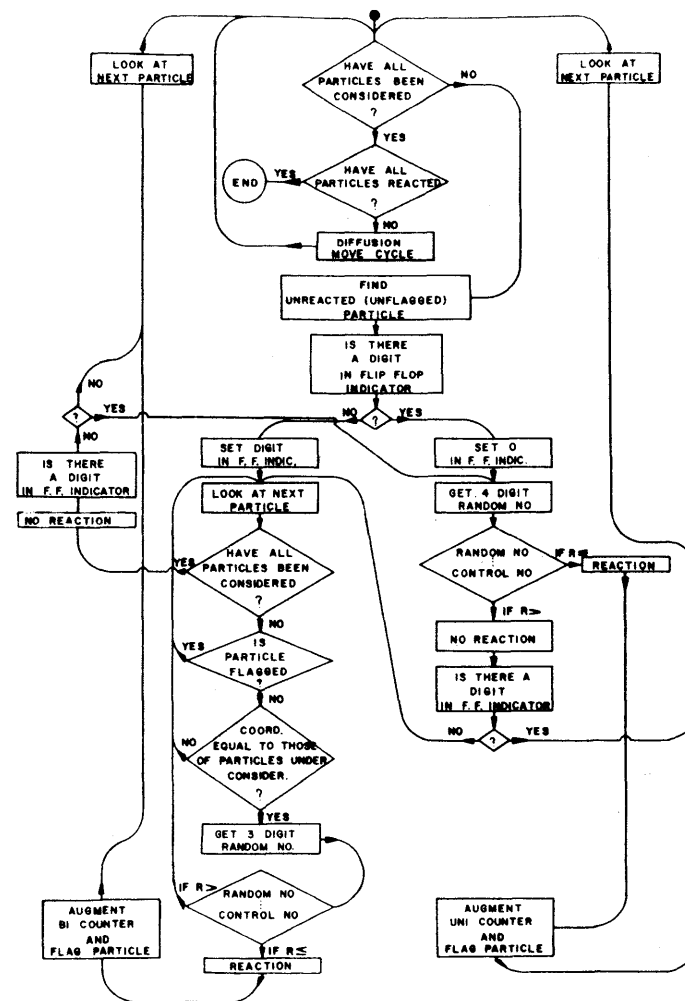 LOOK AT
NEXT PARTICLE
HAVE ALL
PARTICLES BEEN
CONSIDERED
?
NO
LOOK AT
NEXT PARTICLE
YES
HAVE ALL
PARTICLES REACTED
?
YES
END
NO
DIFFUSION
MOVE CYCLE
FIND
UNREACTED (UNFLAGGED)
PARTICLE
IS THERE
A DIGIT
IN FLIP FLOP
INDICATOR
NO
?
YES
NO
?
YES
NO
IS THERE
A DIGIT
IN F.F. INDICATOR
NO REACTION
SET DIGIT
IN F.F. INDIC.
SET 0
IN F.F. INDIC.
LOOK AT NEXT
PARTICLE
GET 4 DIGIT
RANDOM NO
YES
HAVE ALL
PARTICLES BEEN
CONSIDERED
?
NO
RANDOM NO
:
CONTROL NO
IF R≤
REACTION
IF R>
NO REACTION
YES
IS
PARTICLE
FLAGGED
?
NO
IS THERE A
DIGIT
IN F.F. INDICATOR
NO
?
YES
NO
COORD.
EQUAL TO THOSE
OF PARTICLES UNDER
CONSIDER.
?
YES
GET 3 DIGIT
RANDOM NO.
IF R>
RANDOM NO
:
CONTROL NO
IF R≤
REACTION
AUGMENT
BI COUNTER
AND
FLAG PARTICLE
AUGMENT
UNI COUNTER
AND
FLAG PARTICLE